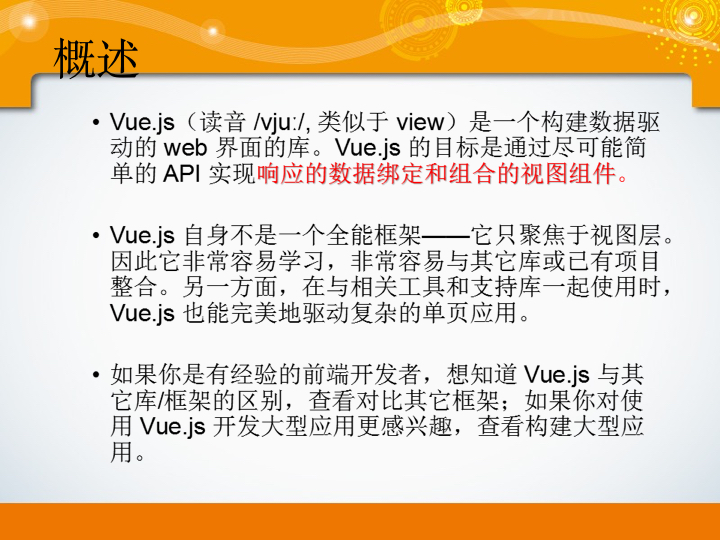 概述
• Vue.js（读音 /vjuː/, 类似于 view）是一个构建数据驱
动的 web 界面的库。Vue.js 的目标是通过尽可能简
单的 API 实现响应的数据绑定和组合的视图组件。
• Vue.js 自身不是一个全能框架——它只聚焦于视图层。
因此它非常容易学习，非常容易与其它库或已有项目
整合。另一方面，在与相关工具和支持库一起使用时，
Vue.js 也能完美地驱动复杂的单页应用。
• 如果你是有经验的前端开发者，想知道 Vue.js 与其
它库/框架的区别，查看对比其它框架；如果你对使
用 Vue.js 开发大型应用更感兴趣，查看构建大型应
用。